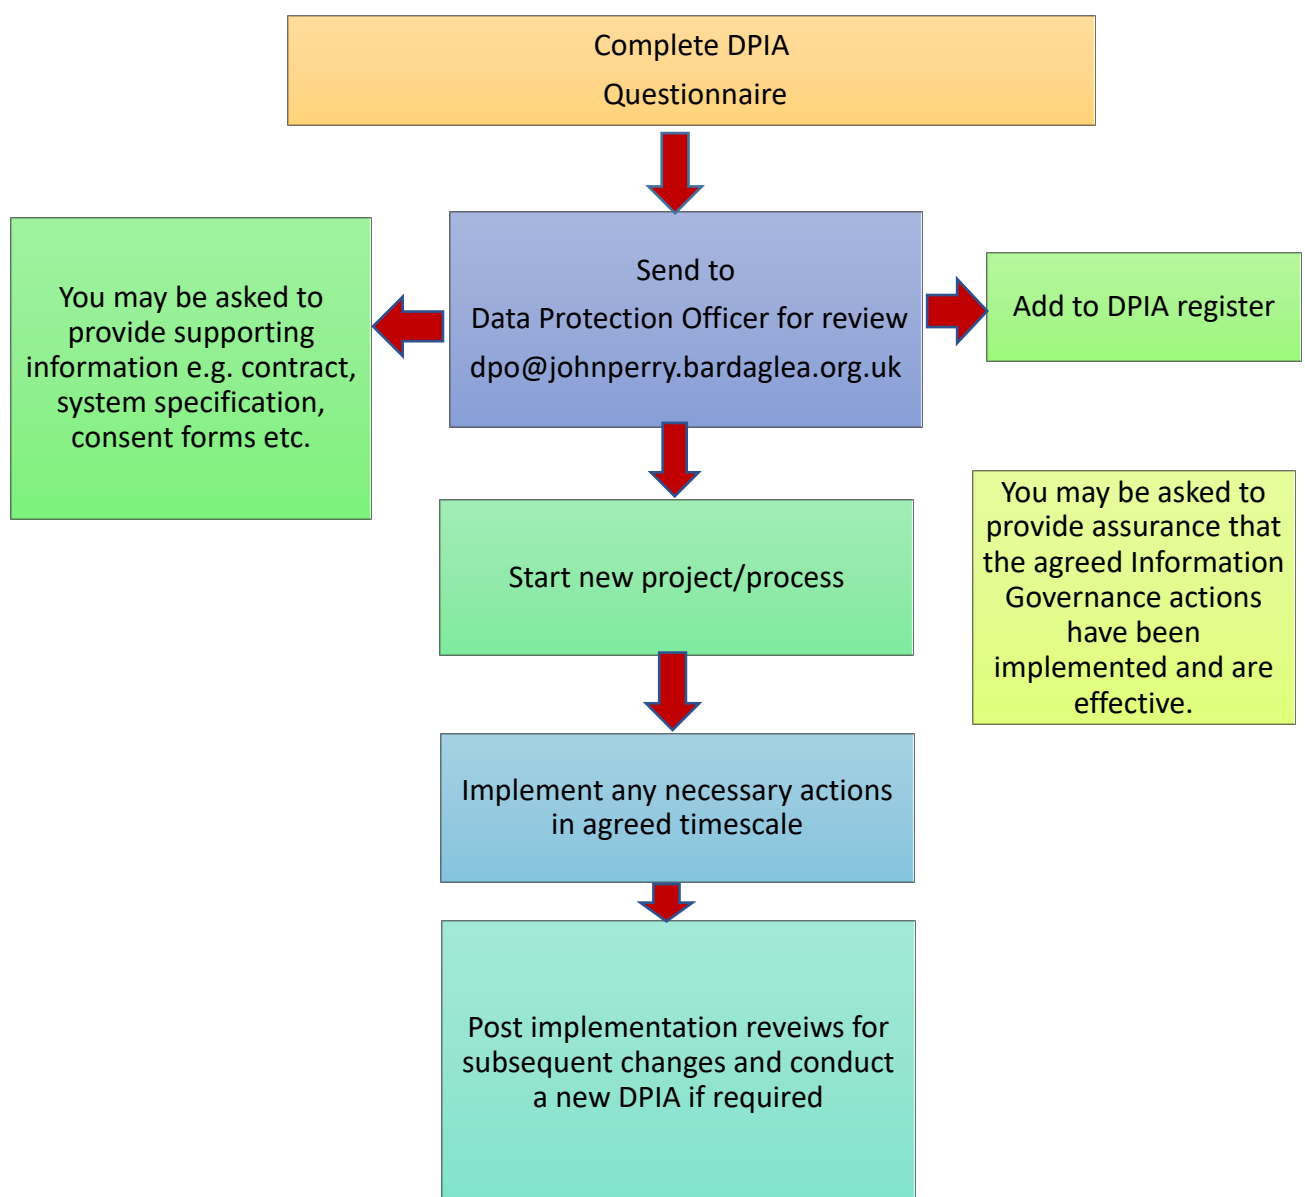 Complete DPIA
Questionnaire
Send to
Data Protection Officer for review
dpo@johnperry.bardaglea.org.uk
You may be asked to
provide supporting
information e.g. contract,
system specification,
consent forms etc.
Add to DPIA register
Start new project/process
You may be asked to
provide assurance that
the agreed Information
Governance actions
have been
implemented and are
effective.
Implement any necessary actions
in agreed timescale
Post implementation reveiws for
subsequent changes and conduct
a new DPIA if required